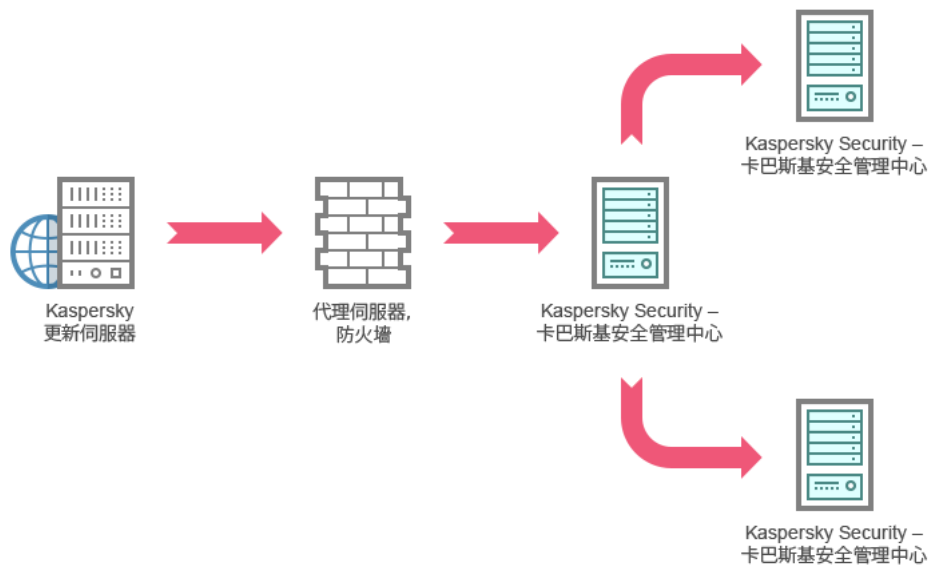 Kaspersky Security –
卡巴斯基安全管理中心
Kaspersky
更新伺服器
代理伺服器,
防火墻
Kaspersky Security –
卡巴斯基安全管理中心
Kaspersky Security –
卡巴斯基安全管理中心